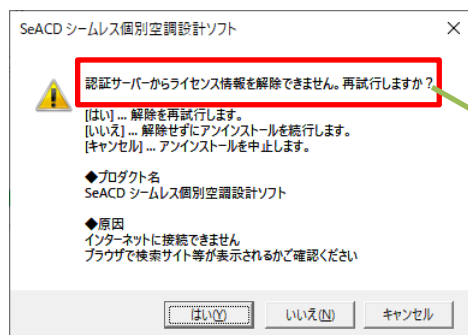 SeACD シームレス個別空調設計ソフト
認証サーバーからライセンス情報を解除できません。再試行しますか?
[はい] ... 解除を再試行します。
[いいえ] ... 解除せずにアンインストールを続行します。
[キャンセル] ... アンインストールを中止します。
◆プロダクト名
SeACD シームレス個別空調設計ソフト
◆原因
インターネットに接続できません
ブラウザで検索サイト等が表示されるかご確認ください
はい(Y)
いいえ(N)
キャンセル